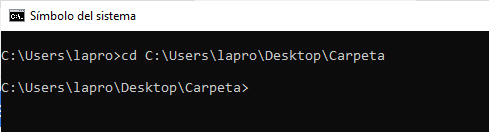 Símbolo del sistema
C:\Users\lapro>cd C:\Users\lapro\Desktop\Carpeta
C:\Users\lapro\Desktop\Carpeta>